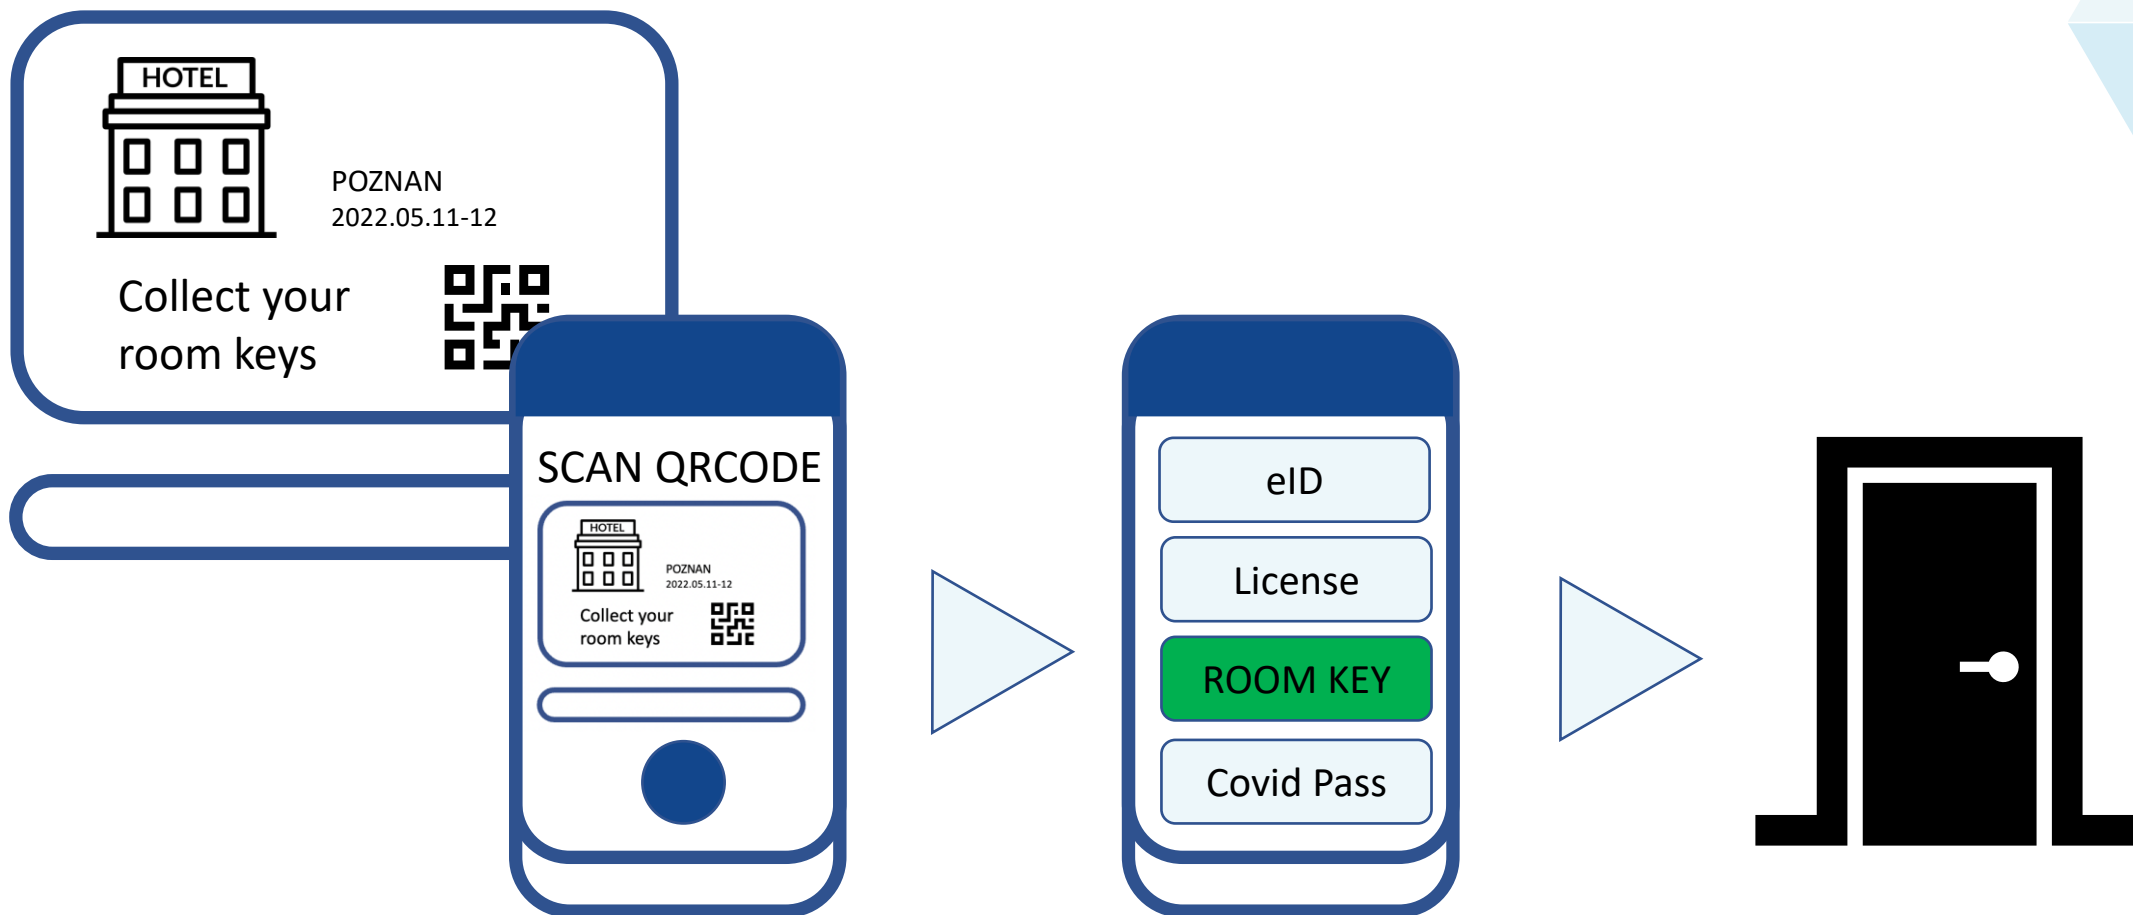 HOTEL
POZNAN
2022.05.11-12
Collect your
room keys
SCAN QRCODE
HOTEL
POZNAN
2022.05.11-12
Collect your
room keys
eID
License
ROOM KEY
Covid Pass